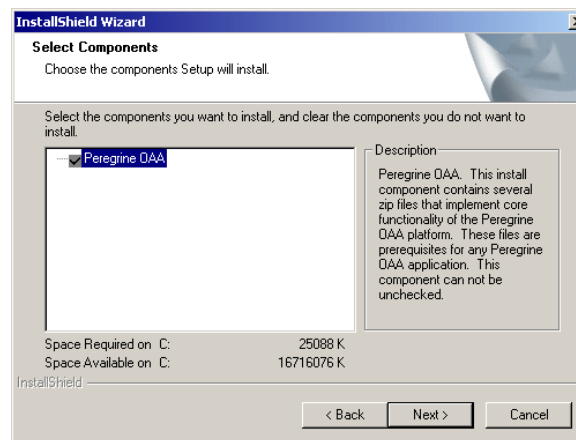 InstallShield Wizard
Select Components
Choose the components Setup will install.
Select the components you want to install, and clear the components you do not want to
install.
Peregrine OAA
Description
Peregrine OAA. This install
component contains several
zip files that implement core
functionality of the Peregrine
OAA platform. These files are
prerequisites for any Peregrine
OAA application. This
component can not be
unchecked.
Space Required on C: 25088 K
Space Available on C: 16716076 K
InstallShield
< Back Next > Cancel